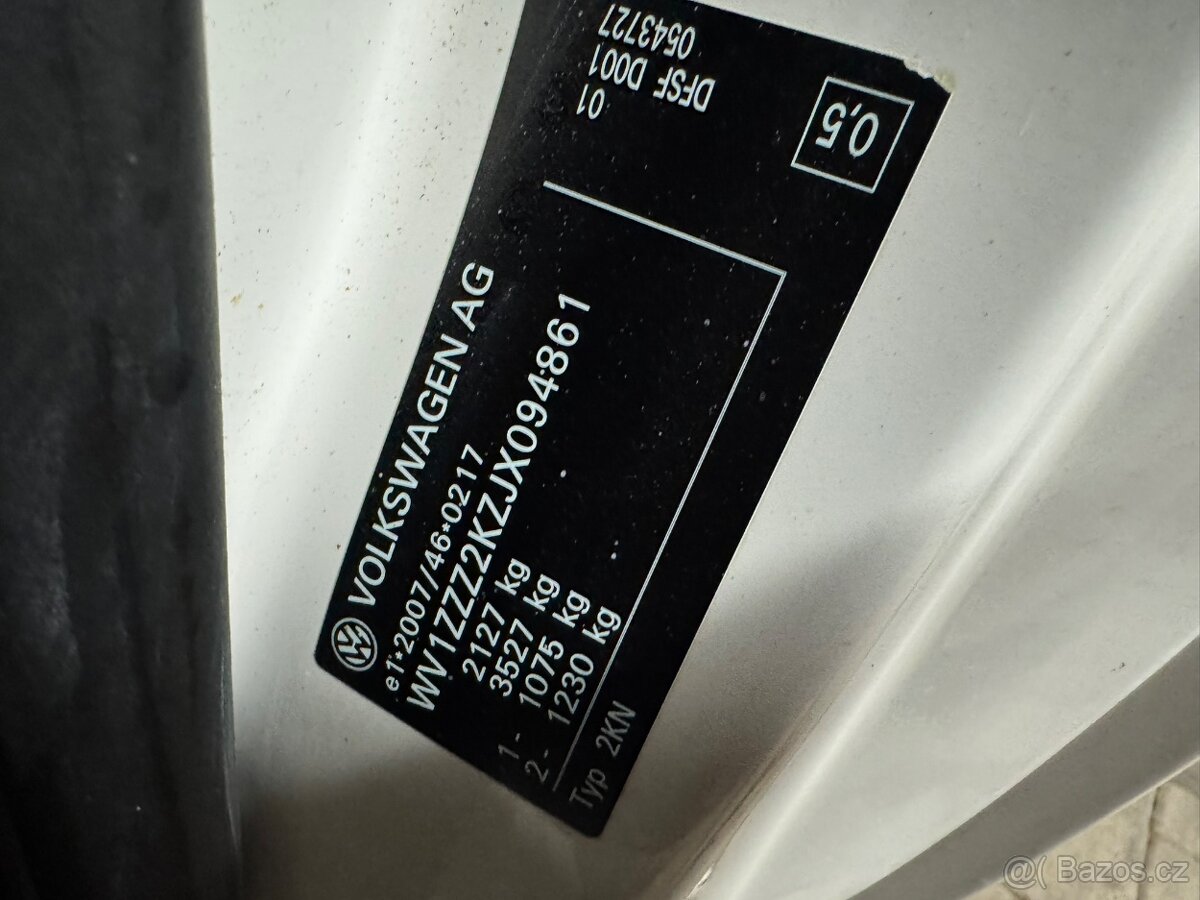 VOLKSWAGEN AG
e1*2007/46*0217
WV1ZZZ2KZJX094861
2127 kg
3527 kg
1- 1075 kg
2- 1230 kg
Typ 2KN
01
DFSF D001
0543727
0,5
@( Bazos.cz